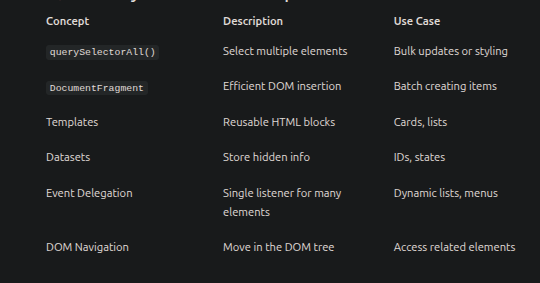 Concept Description Use Case
querySelectorAll() Select multiple elements Bulk updates or styling
DocumentFragment Efficient DOM insertion Batch creating items
Templates Reusable HTML blocks Cards, lists
Datasets Store hidden info IDs, states
Event Delegation Single listener for many Dynamic lists, menus
elements
DOM Navigation Move in the DOM tree Access related elements